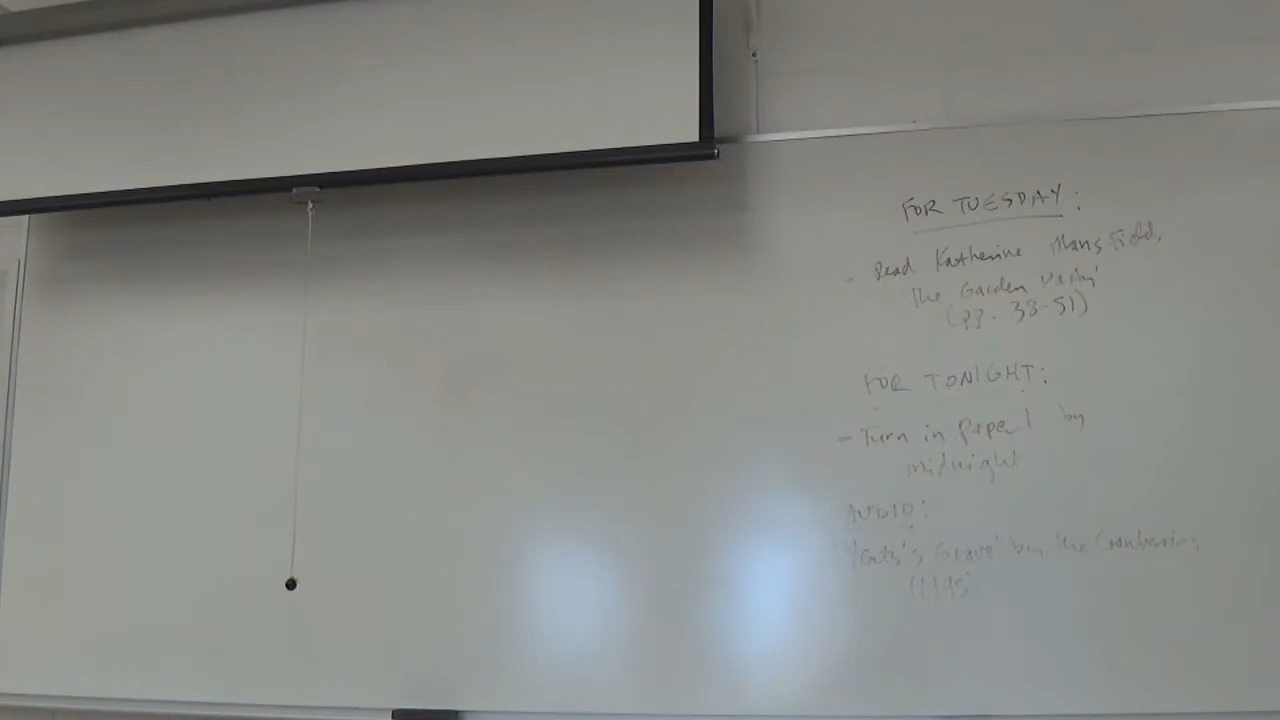 FOR TUESDAY:
- Read Katherine Mansfield,
'The Garden Party'
(pp. 33-51)
FOR TONIGHT:
- Turn in Paper 1 by
midnight
AUDIO:
'Yeats's Grave' by the Cranberries
(1995)